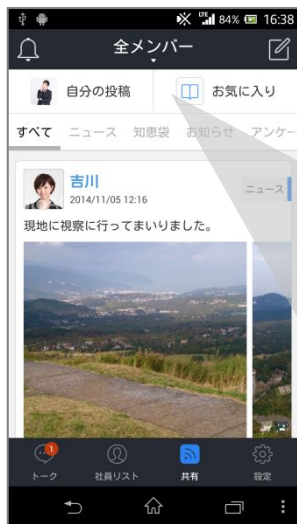 84% 16:38
全メンバー
自分の投稿 お気に入り
すべて ニュース 知恵袋 お知らせ アンケー
吉川
2014/11/05 12:16
ニュース
現地に視察に行ってまいりました。
1
トーク 社員リスト 共有 設定